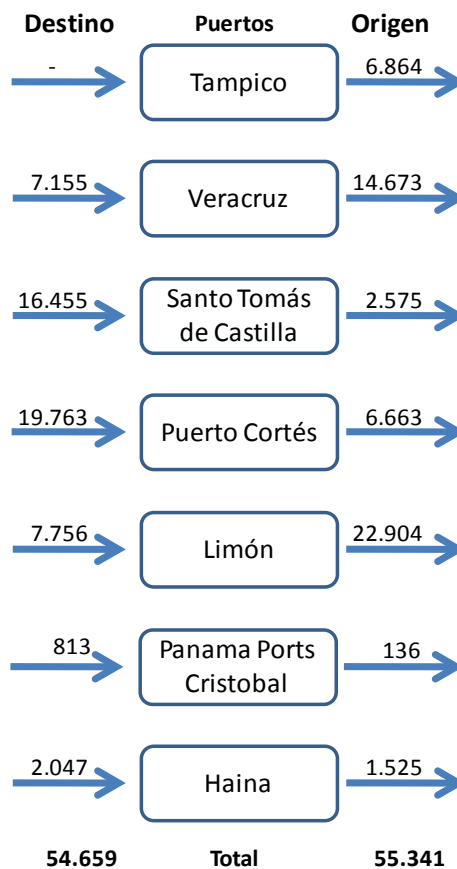 Destino Puertos Origen
- Tampico 6.864
7.155 Veracruz 14.673
16.455 Santo Tomás de Castilla 2.575
19.763 Puerto Cortés 6.663
7.756 Limón 22.904
813 Panama Ports Cristobal 136
2.047 Haina 1.525
54.659 Total 55.341